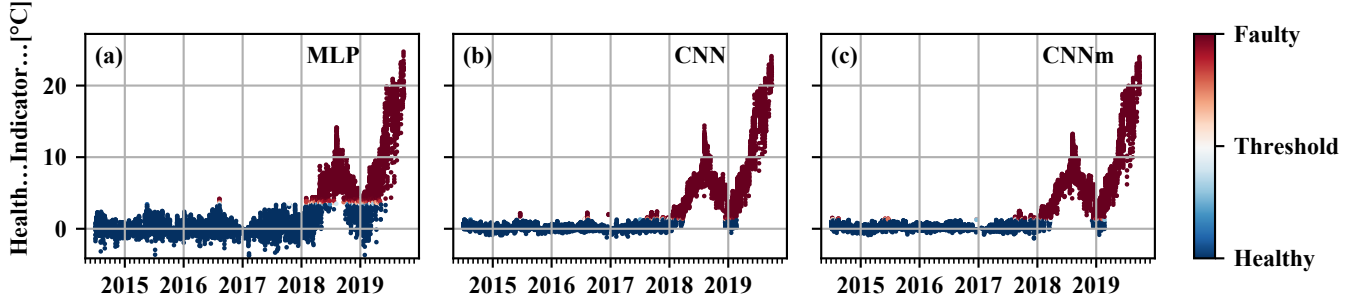 (a) MLP
(b) CNN
(c) CNNm
Health…Indicator…[°C]
20
10
0
2015 2016 2017 2018 2019
2015 2016 2017 2018 2019
2015 2016 2017 2018 2019
Faulty
Threshold
Healthy